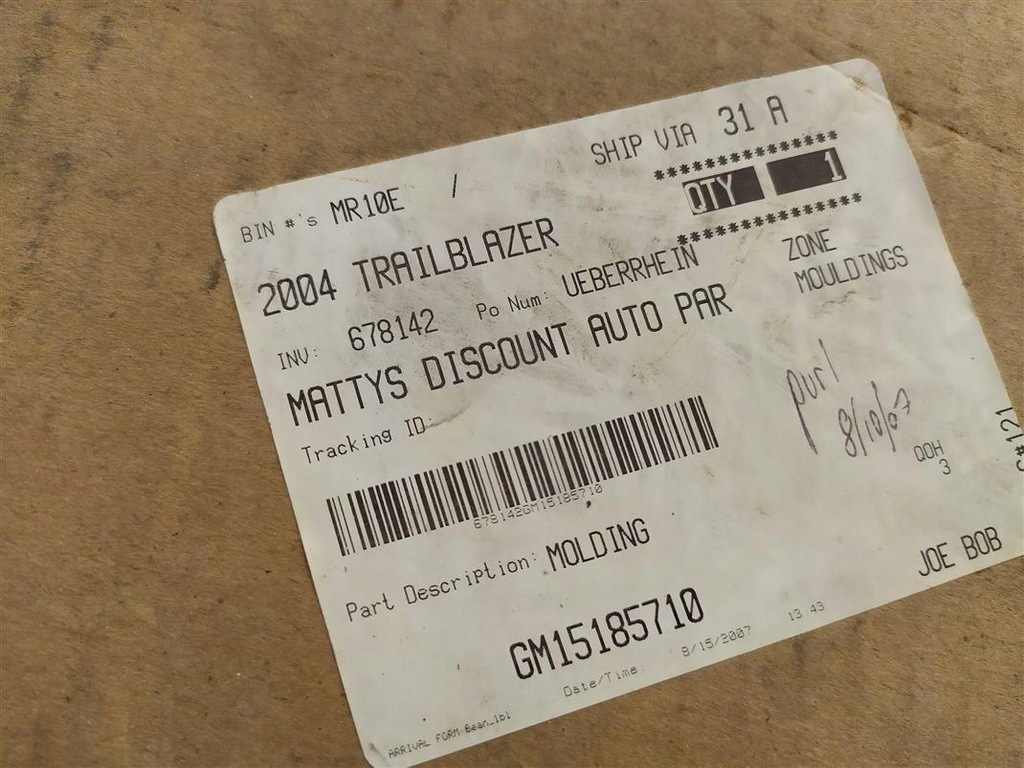 SHIP VIA 31 A
BIN #'s MR10E /
********************
QTY 1
********************
2004 TRAILBLAZER
ZONE
MOULDINGS
INV: 678142 Po Num: UEBERRHEIN
MATTYS DISCOUNT AUTO PAR
Tracking ID:
8/10/07
QOH
3
C#121
678142GM15185710
Part Description: MOLDING
JOE BOB
GM15185710
Date/Time 8/15/2007 13:43
ARRIVAL FORM Bean_lbl